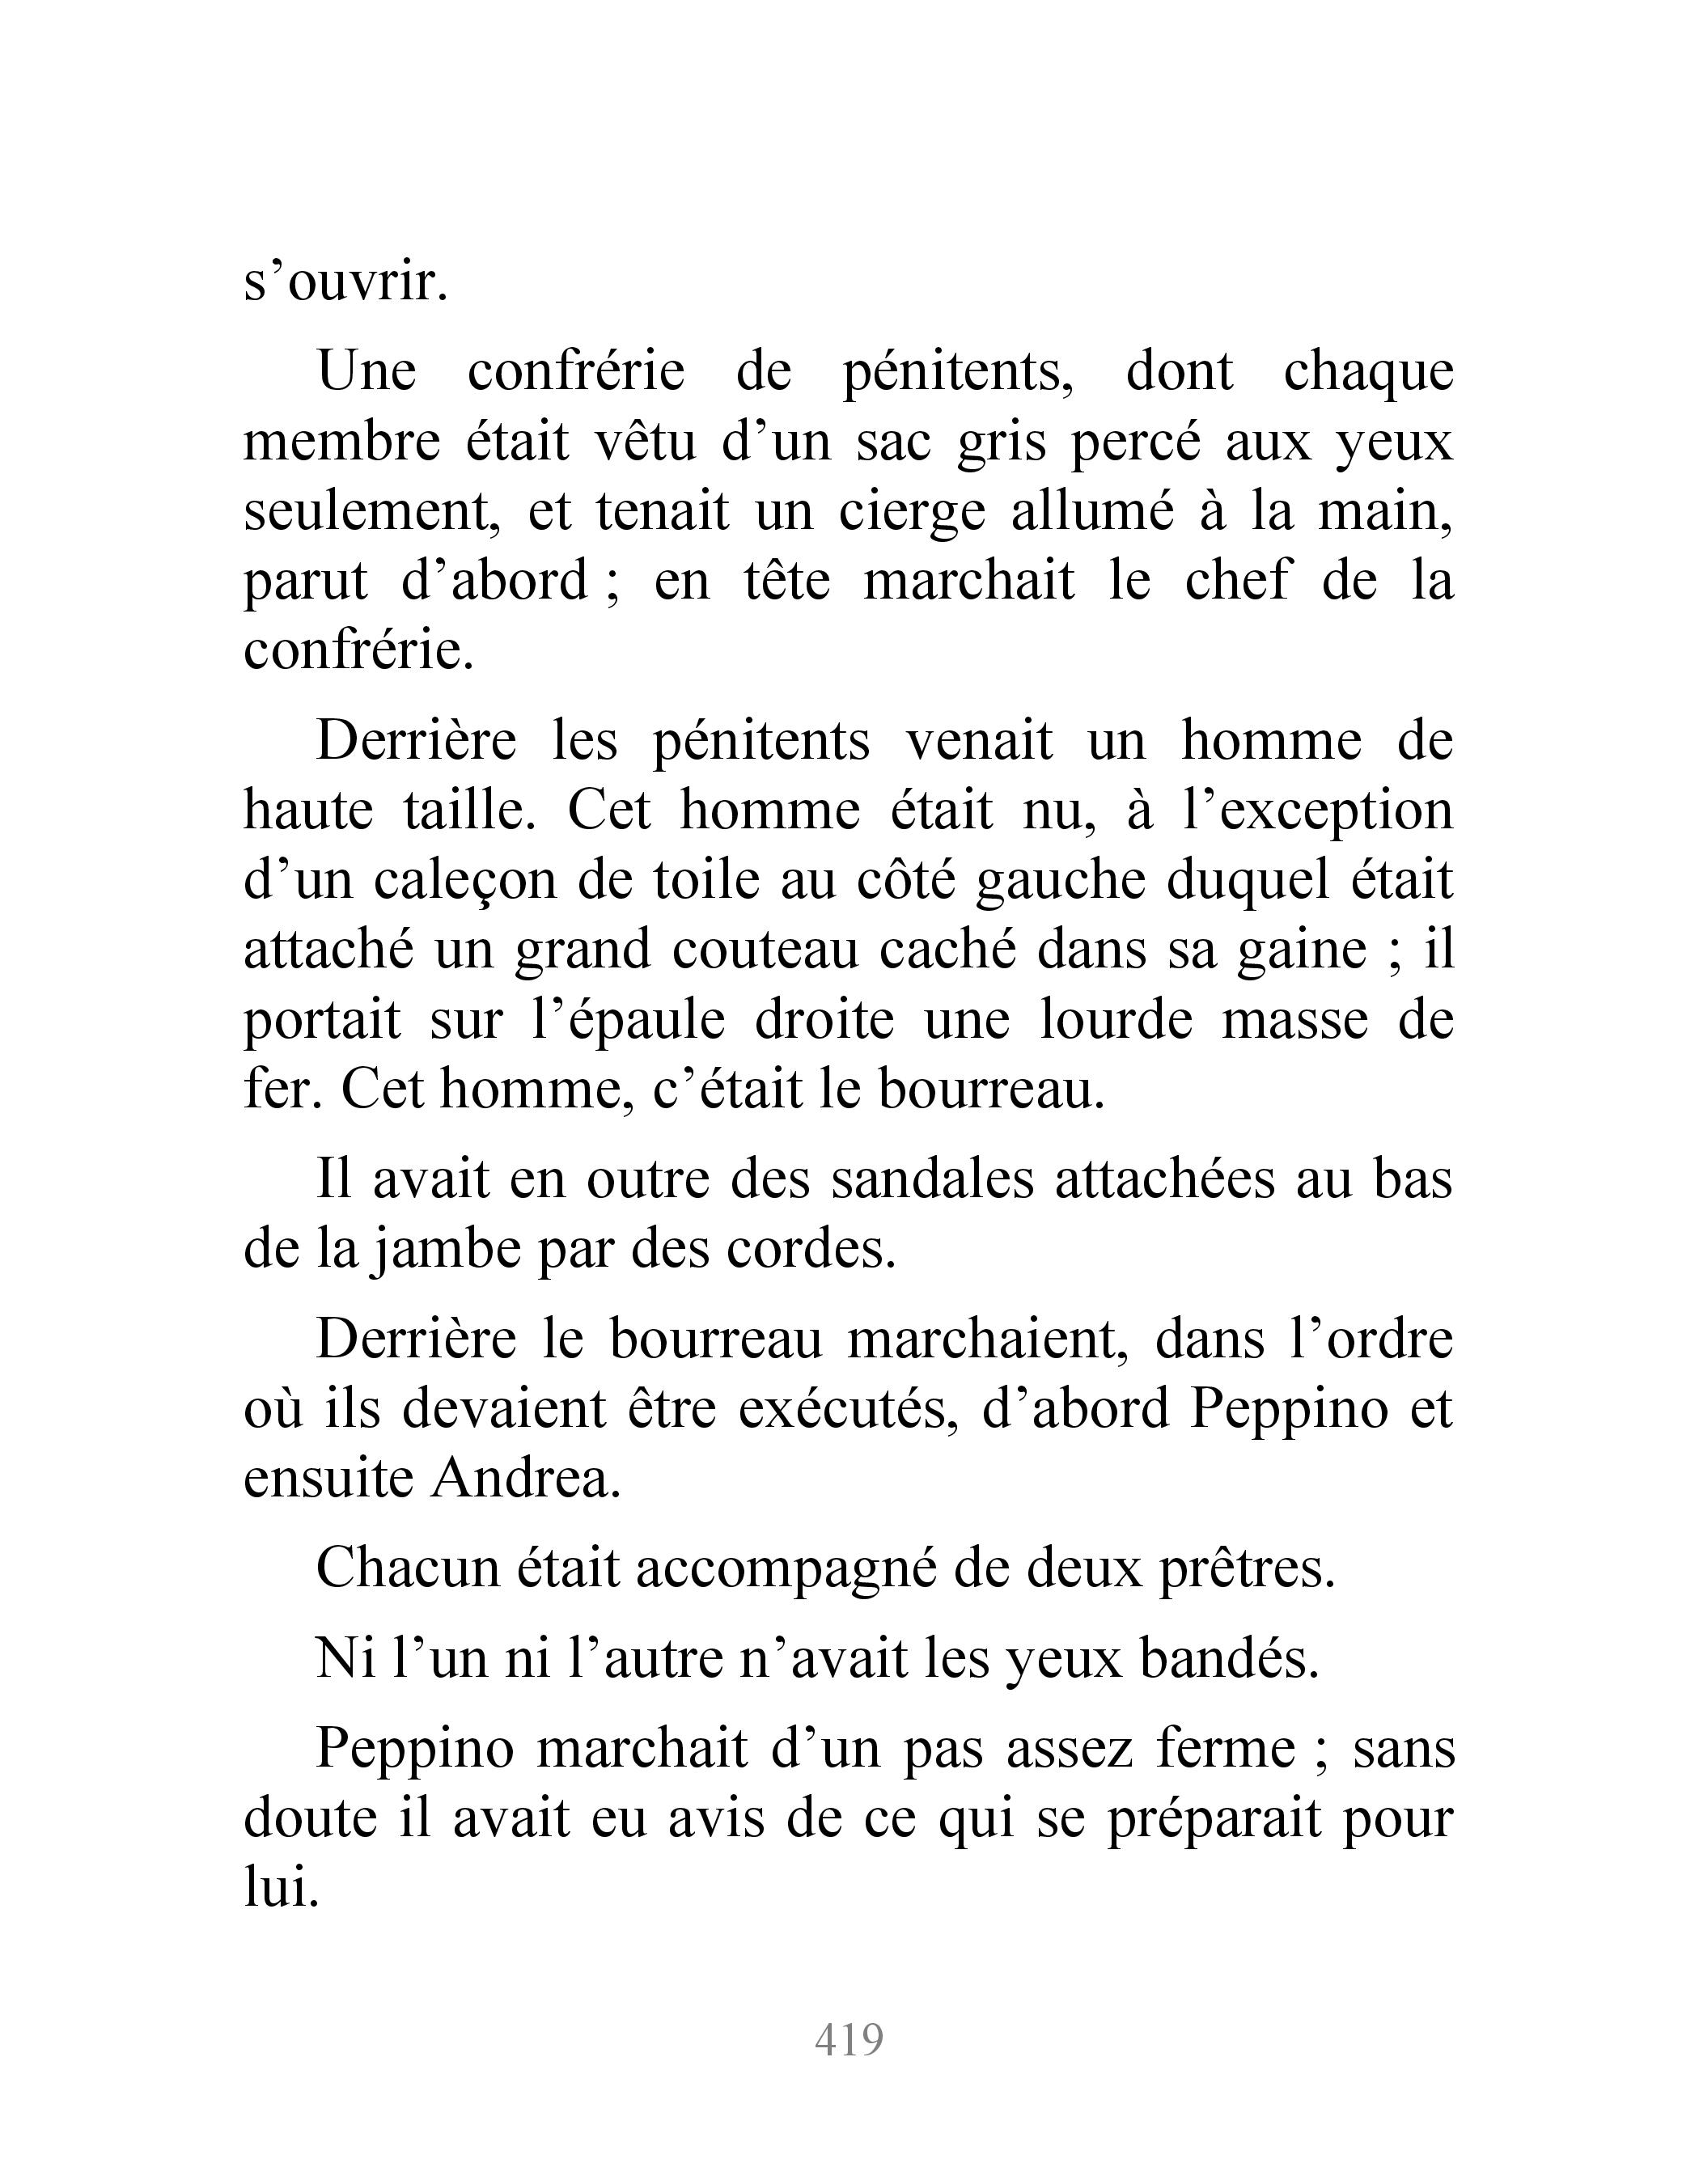 s’ouvrir.
Une confrérie de pénitents, dont chaque
membre était vêtu d’un sac gris percé aux yeux
seulement, et tenait un cierge allumé à la main,
parut d’abord ; en tête marchait le chef de la
confrérie.
Derrière les pénitents venait un homme de
haute taille. Cet homme était nu, à l’exception
d’un caleçon de toile au côté gauche duquel était
attaché un grand couteau caché dans sa gaine ; il
portait sur l’épaule droite une lourde masse de
fer. Cet homme, c’était le bourreau.
Il avait en outre des sandales attachées au bas
de la jambe par des cordes.
Derrière le bourreau marchaient, dans l’ordre
où ils devaient être exécutés, d’abord Peppino et
ensuite Andrea.
Chacun était accompagné de deux prêtres.
Ni l’un ni l’autre n’avait les yeux bandés.
Peppino marchait d’un pas assez ferme ; sans
doute il avait eu avis de ce qui se préparait pour
lui.
419